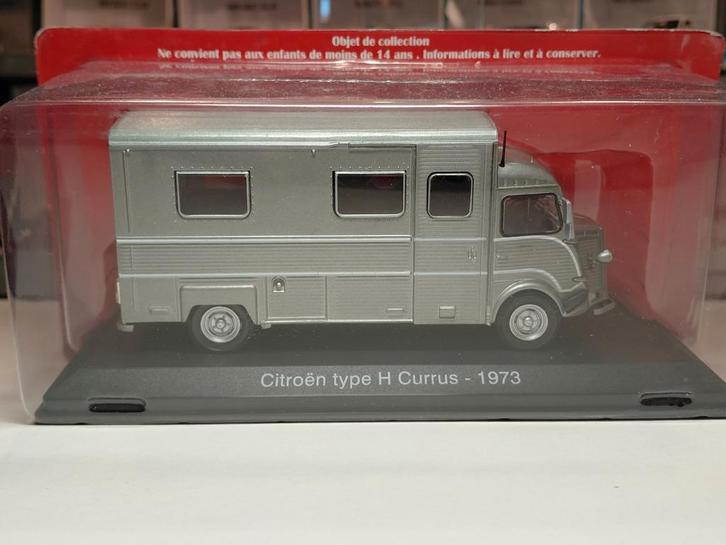 Objet de collection
Ne convient pas aux enfants de moins de 14 ans . Informations à lire et à conserver.
Citroën type H Currus - 1973